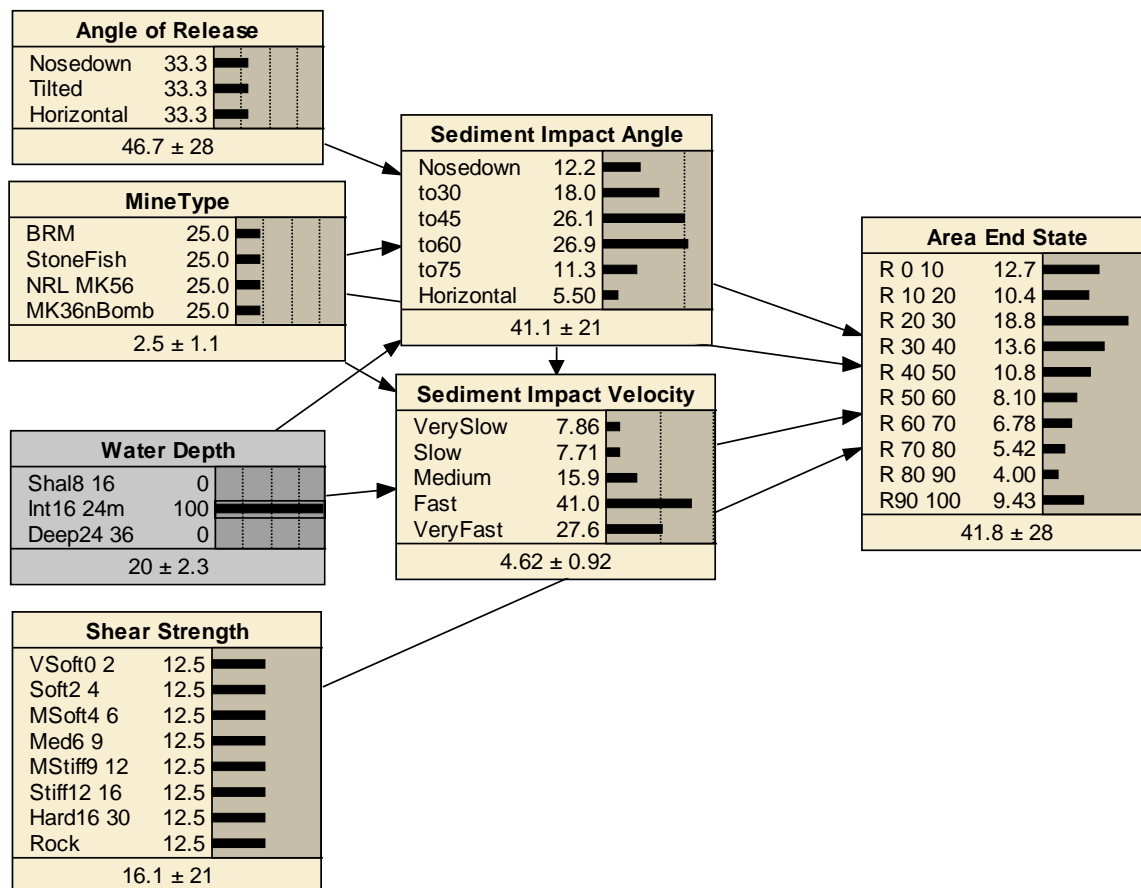 Angle of Release
Nosedown 33.3
Tilted 33.3
Horizontal 33.3
46.7 ± 28
MineType
BRM 25.0
StoneFish 25.0
NRL MK56 25.0
MK36nBomb 25.0
2.5 ± 1.1
Water Depth
Shal8 16 0
Int16 24m 100
Deep24 36 0
20 ± 2.3
Shear Strength
VSoft0 2 12.5
Soft2 4 12.5
MSoft4 6 12.5
Med6 9 12.5
MStiff9 12 12.5
Stiff12 16 12.5
Hard16 30 12.5
Rock 12.5
16.1 ± 21
Sediment Impact Angle
Nosedown 12.2
to30 18.0
to45 26.1
to60 26.9
to75 11.3
Horizontal 5.50
41.1 ± 21
Sediment Impact Velocity
VerySlow 7.86
Slow 7.71
Medium 15.9
Fast 41.0
VeryFast 27.6
4.62 ± 0.92
Area End State
R 0 10 12.7
R 10 20 10.4
R 20 30 18.8
R 30 40 13.6
R 40 50 10.8
R 50 60 8.10
R 60 70 6.78
R 70 80 5.42
R 80 90 4.00
R90 100 9.43
41.8 ± 28